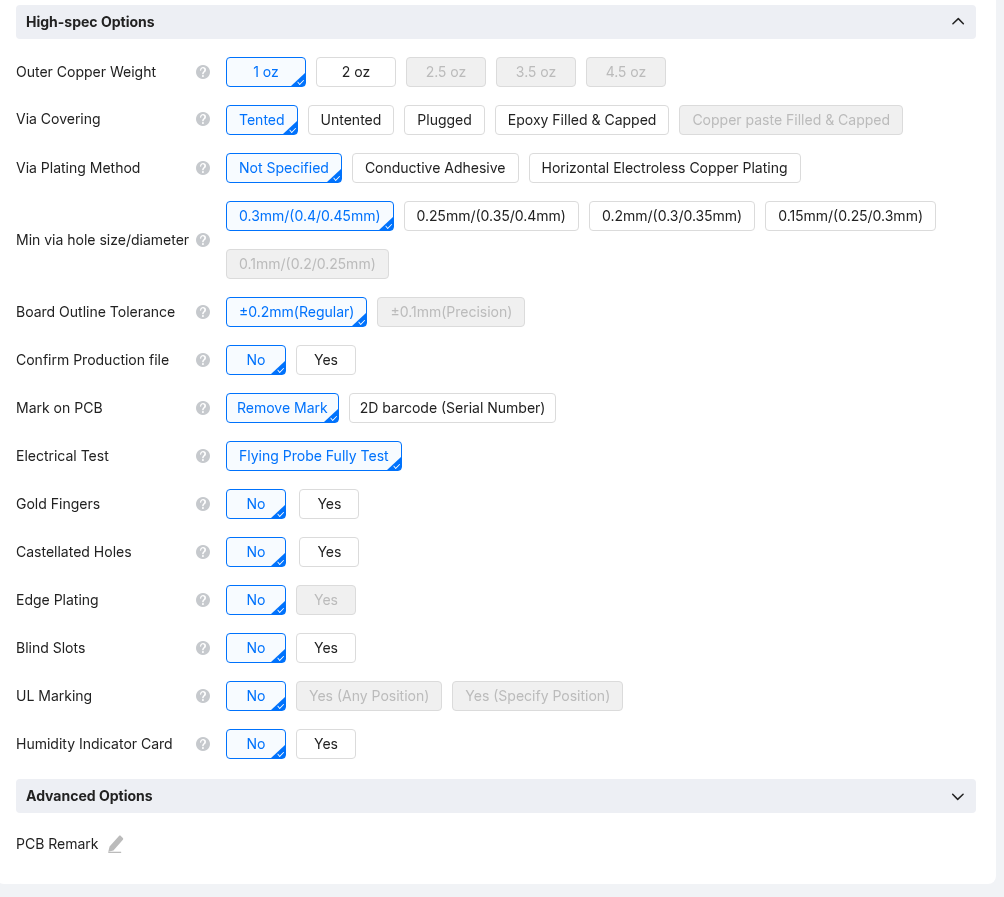 High-spec Options
Outer Copper Weight ? 1 oz 2 oz 2.5 oz 3.5 oz 4.5 oz
Via Covering ? Tented Untented Plugged Epoxy Filled & Capped Copper paste Filled & Capped
Via Plating Method ? Not Specified Conductive Adhesive Horizontal Electroless Copper Plating
Min via hole size/diameter ? 0.3mm/(0.4/0.45mm) 0.25mm/(0.35/0.4mm) 0.2mm/(0.3/0.35mm) 0.15mm/(0.25/0.3mm)
0.1mm/(0.2/0.25mm)
Board Outline Tolerance ? ±0.2mm(Regular) ±0.1mm(Precision)
Confirm Production file ? No Yes
Mark on PCB ? Remove Mark 2D barcode (Serial Number)
Electrical Test ? Flying Probe Fully Test
Gold Fingers ? No Yes
Castellated Holes ? No Yes
Edge Plating ? No Yes
Blind Slots ? No Yes
UL Marking ? No Yes (Any Position) Yes (Specify Position)
Humidity Indicator Card ? No Yes
Advanced Options
PCB Remark